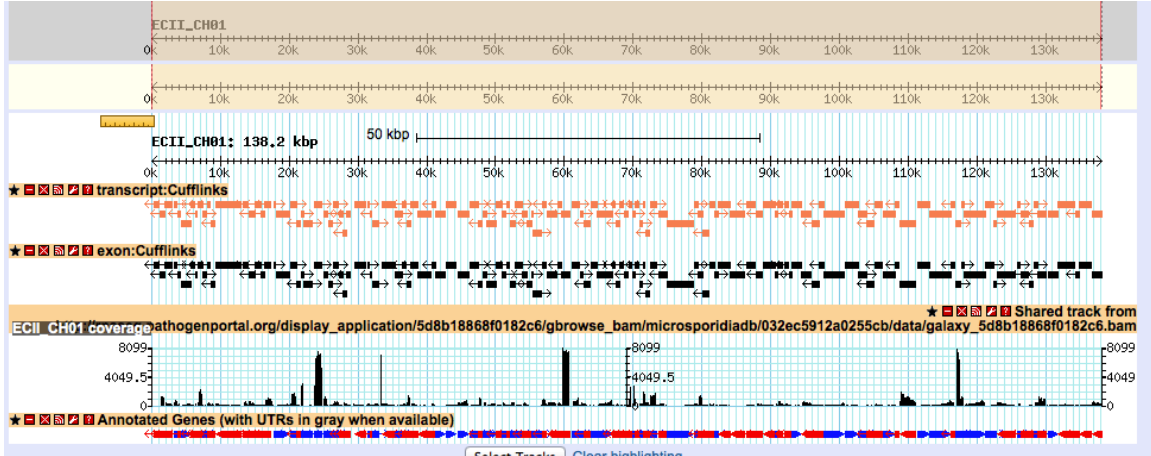 ECII_CH01
0k 10k 20k 30k 40k 50k 60k 70k 80k 90k 100k 110k 120k 130k
0k 10k 20k 30k 40k 50k 60k 70k 80k 90k 100k 110k 120k 130k
ECII_CH01: 138.2 kbp 50 kbp
0k 10k 20k 30k 40k 50k 60k 70k 80k 90k 100k 110k 120k 130k
transcript:Cufflinks
exon:Cufflinks
Shared track from
ECII_CH01 coverage pathogenportal.org/display_application/5d8b18868f0182c6/gbrowse_bam/microsporidiadb/032ec5912a0255cb/data/galaxy_5d8b18868f0182c6.bam
8099 8099 8099
4049.5 4049.5 4049
0 0 0
Annotated Genes (with UTRs in gray when available)
Select Tracks Clear highlighting